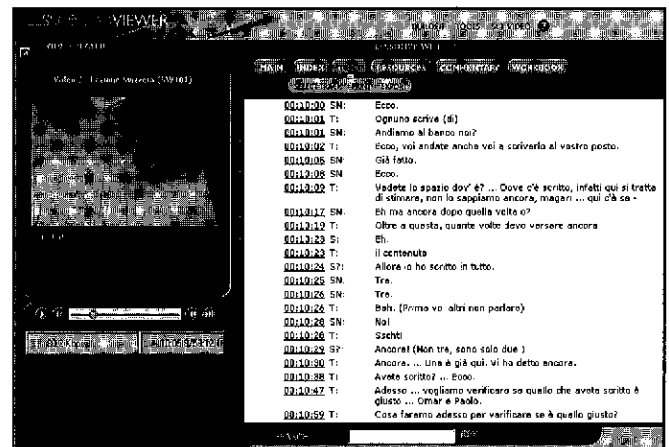 VIEWER
BUILDER TOOLS SET VIDEO
MAIN INDEX RESOURCES COMMENTARY WORKBOOK
00:10:00 SN: Ecco.
00:10:01 T: Ognuno scrive (di)
00:10:01 SN: Andiamo al banco noi?
00:10:02 T: Ecco, voi andate anche voi a scriverlo al vostro posto.
00:10:06 SN: Già fatto.
00:10:08 SN Ecco.
00:10:09 T: Vedete lo spazio dov' è? ... Dove c'è scritto, infatti qui si tratta
di stimare, non lo sappiamo ancora, magari ... qui c'è se -
00:10:17 SN. Eh ma ancora dopo quella volta o?
00:10:19 T: Oltre a questa, quante volte devo versare ancora
00:10:23 S: Eh.
00:10:23 T: il contenuto
00:10:24 S?: Allora io ho scritto in tutto.
00:10:25 SN. Tre.
00:10:26 SN: Tre.
00:10:26 T: Beh. (Prima voi altri non parlare)
00:10:28 SN: No!
00:10:28 T: Sscht!
00:10:29 S?: Ancora! (Non tre, sono solo due )
00:10:30 T: Ancora. ... Una è già qui. Vi ho detto ancora.
00:10:38 T: Avete scritto? ... Ecco.
00:10:47 T: Adesso ... vogliamo verificare se quello che avete scritto è
giusto ... Omar e Paolo.
00:10:59 T: Cosa faremo adesso per verificare se è quello giusto?